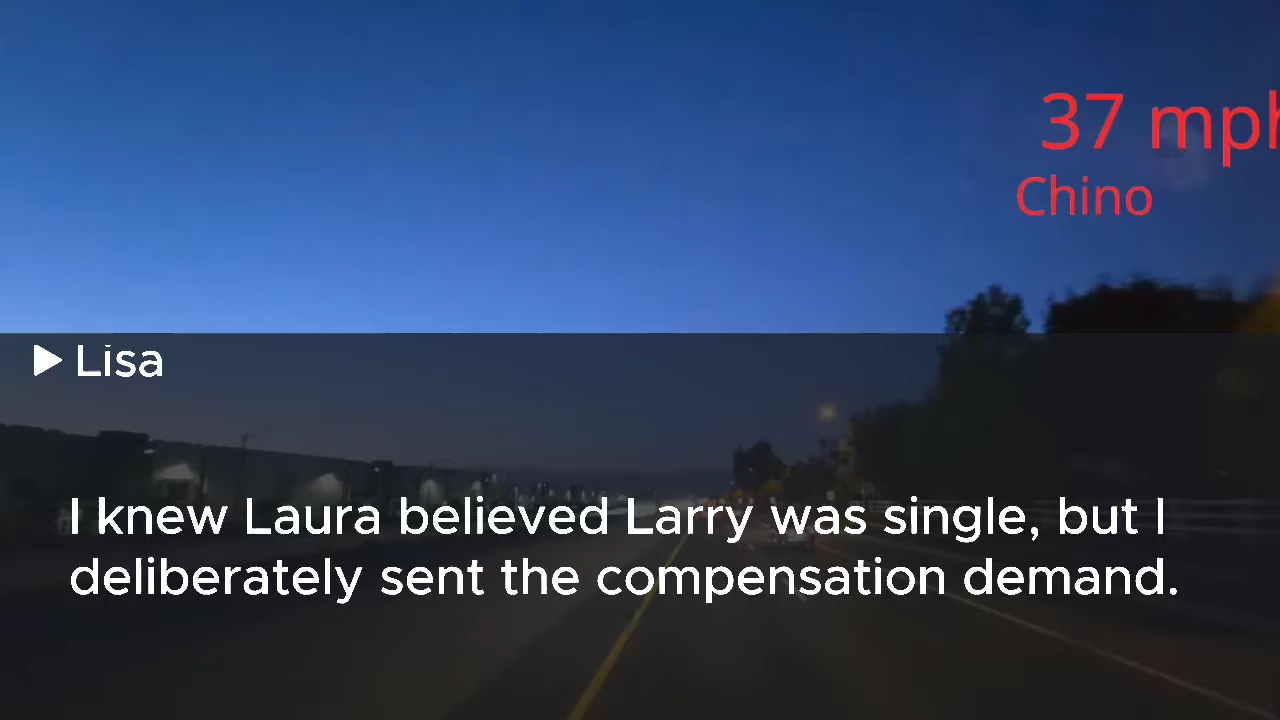 37 mph
Chino
Lisa
I knew Laura believed Larry was single, but I
deliberately sent the compensation demand.